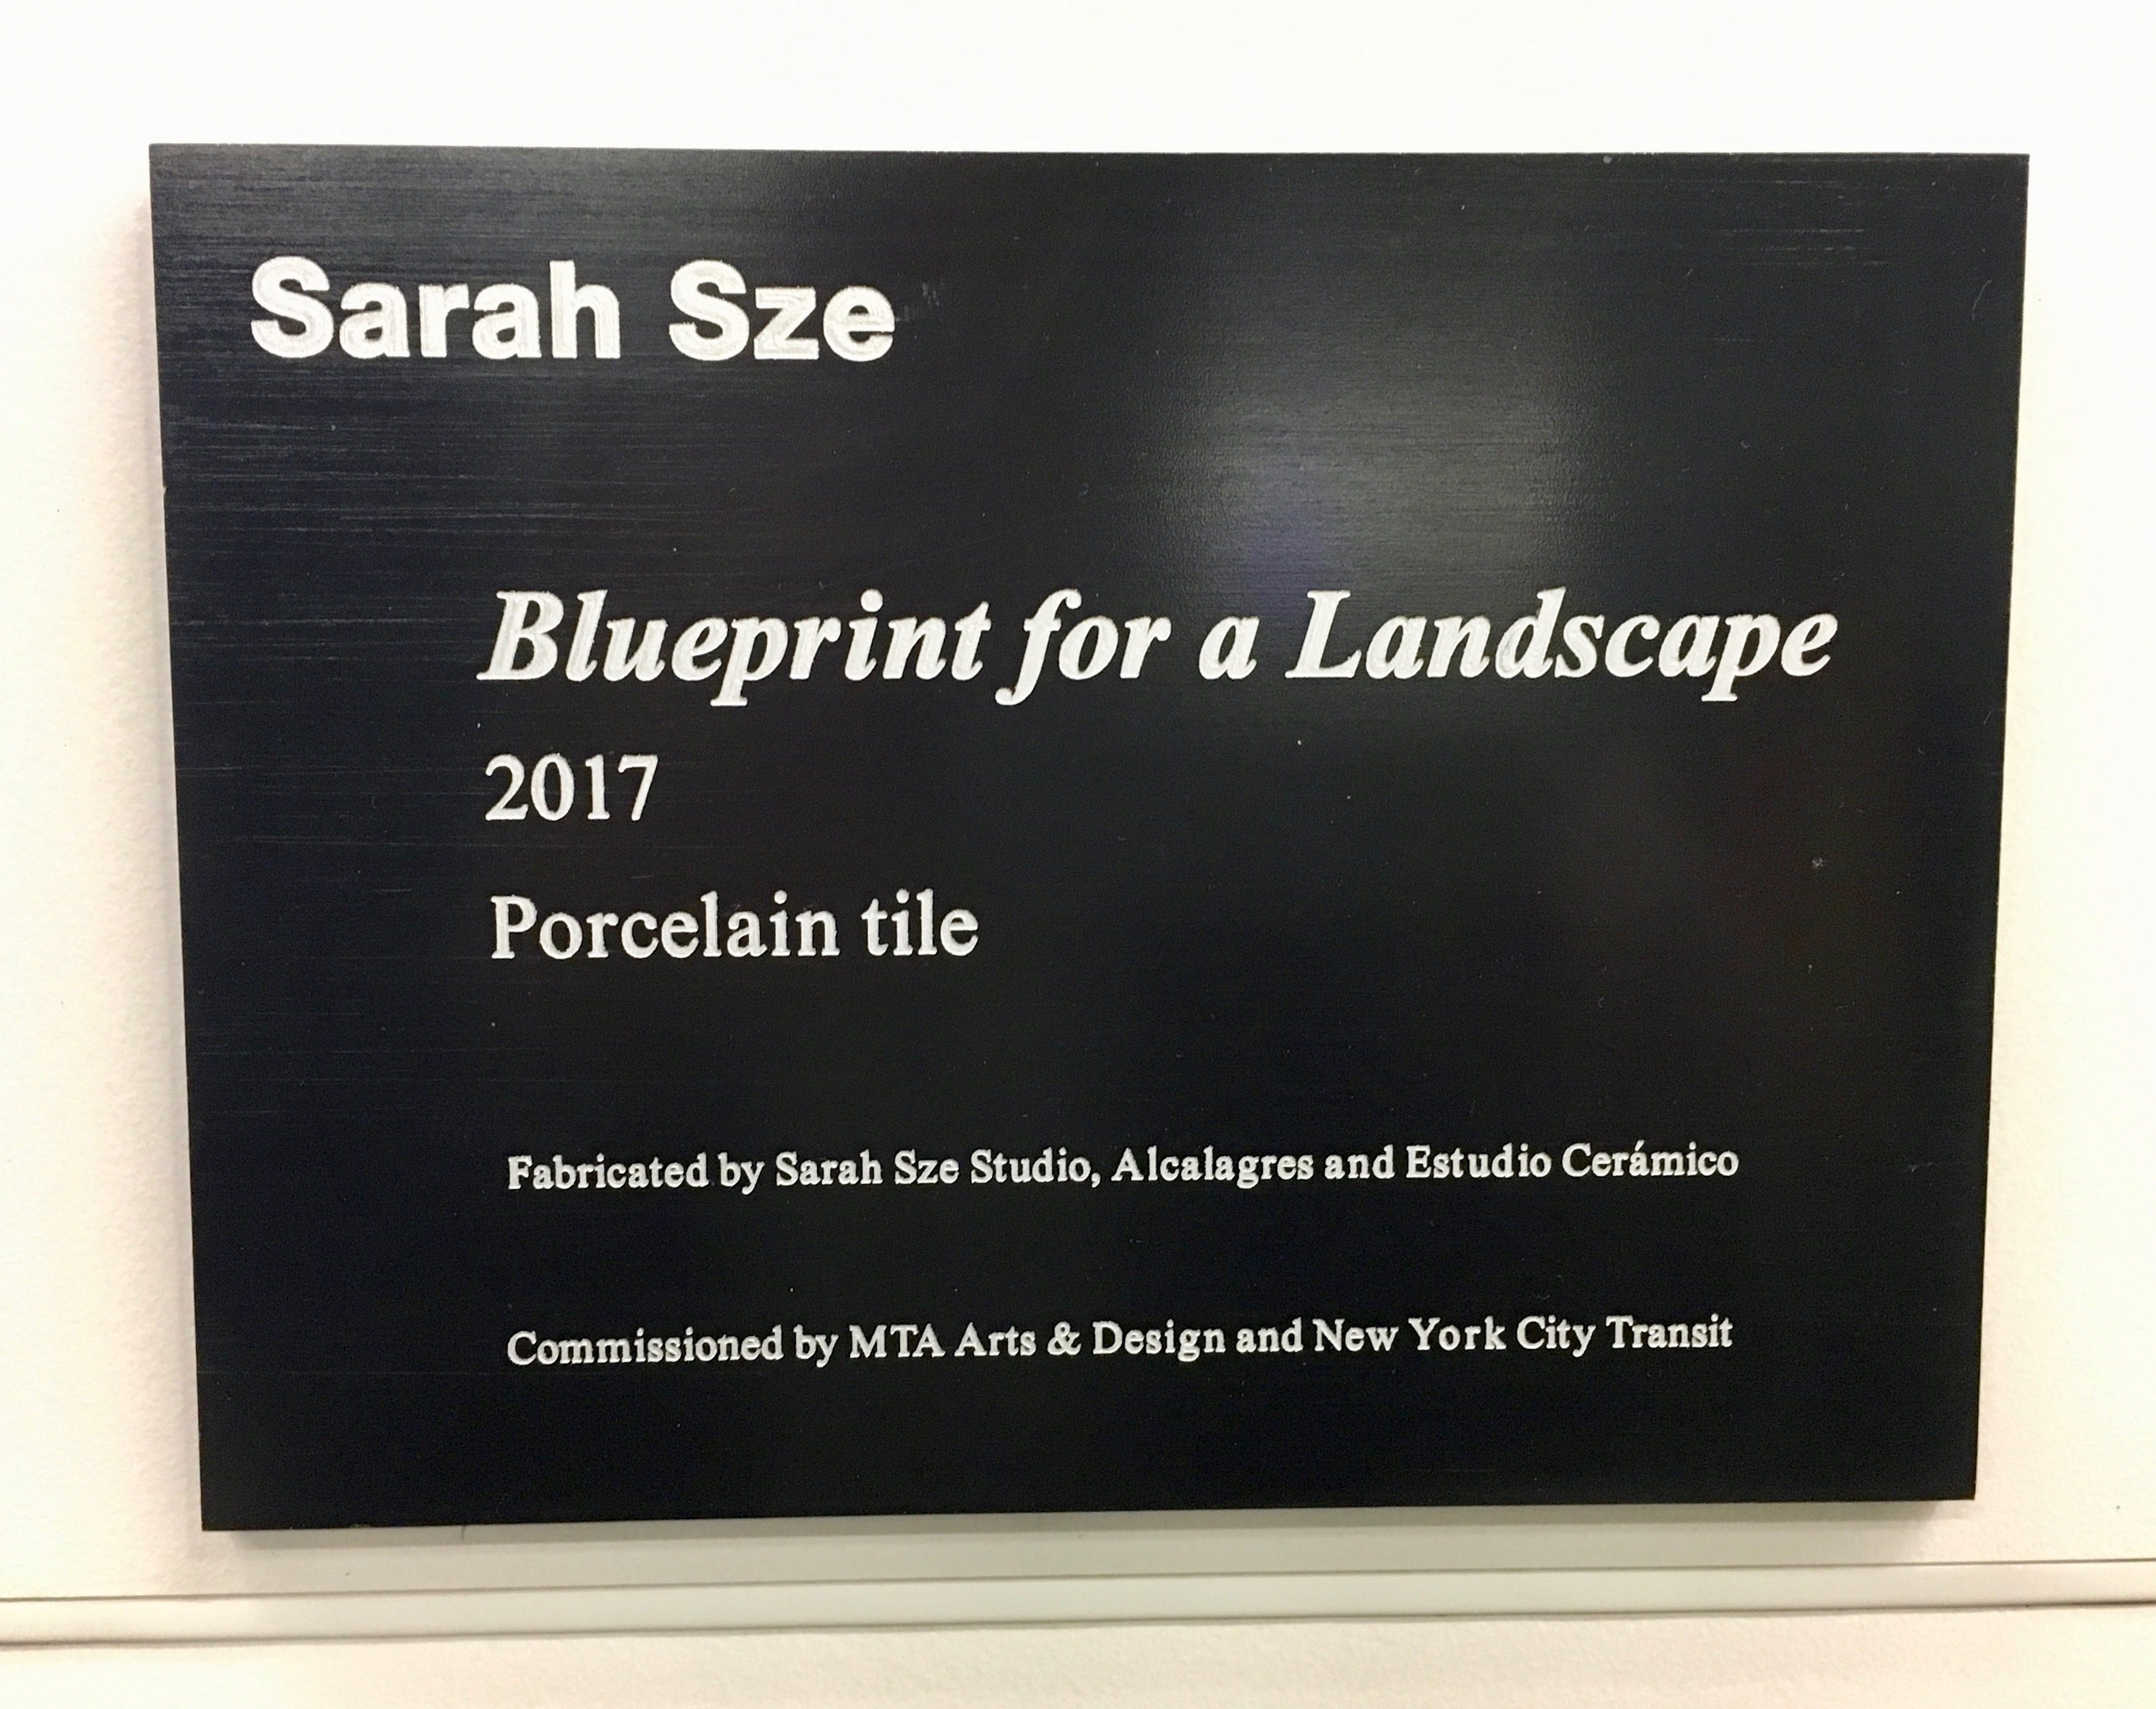 Sarah Sze
Blueprint for a Landscape
2017
Porcelain tile
Fabricated by Sarah Sze Studio, Alcalagres and Estudio Cerámico
Commissioned by MTA Arts & Design and New York City Transit